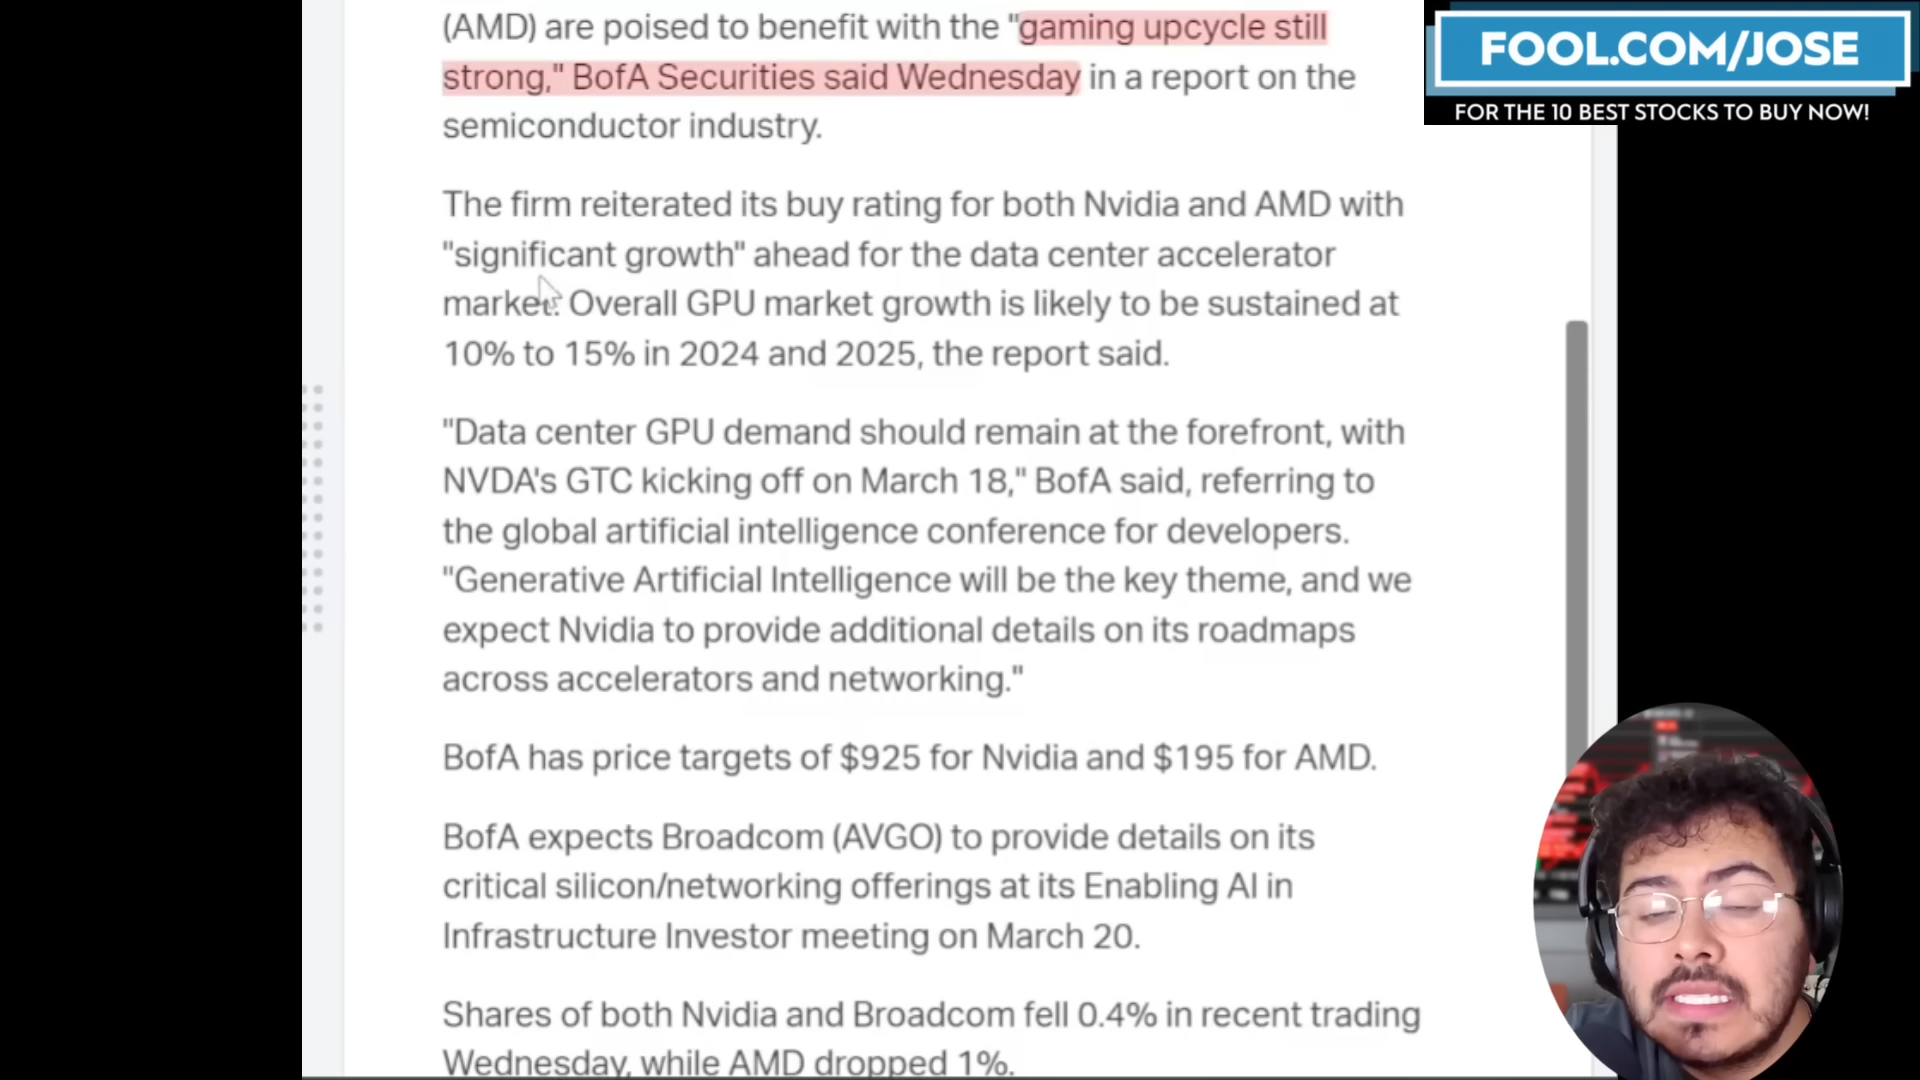 (AMD) are poised to benefit with the "gaming upcycle still
strong," BofA Securities said Wednesday in a report on the
semiconductor industry.
The firm reiterated its buy rating for both Nvidia and AMD with
"significant growth" ahead for the data center accelerator
market. Overall GPU market growth is likely to be sustained at
10% to 15% in 2024 and 2025, the report said.
"Data center GPU demand should remain at the forefront, with
NVDA's GTC kicking off on March 18," BofA said, referring to
the global artificial intelligence conference for developers.
"Generative Artificial Intelligence will be the key theme, and we
expect Nvidia to provide additional details on its roadmaps
across accelerators and networking."
BofA has price targets of $925 for Nvidia and $195 for AMD.
BofA expects Broadcom (AVGO) to provide details on its
critical silicon/networking offerings at its Enabling AI in
Infrastructure Investor meeting on March 20.
Shares of both Nvidia and Broadcom fell 0.4% in recent trading
Wednesday, while AMD dropped 1%.
FOOL.COM/JOSE
FOR THE 10 BEST STOCKS TO BUY NOW!